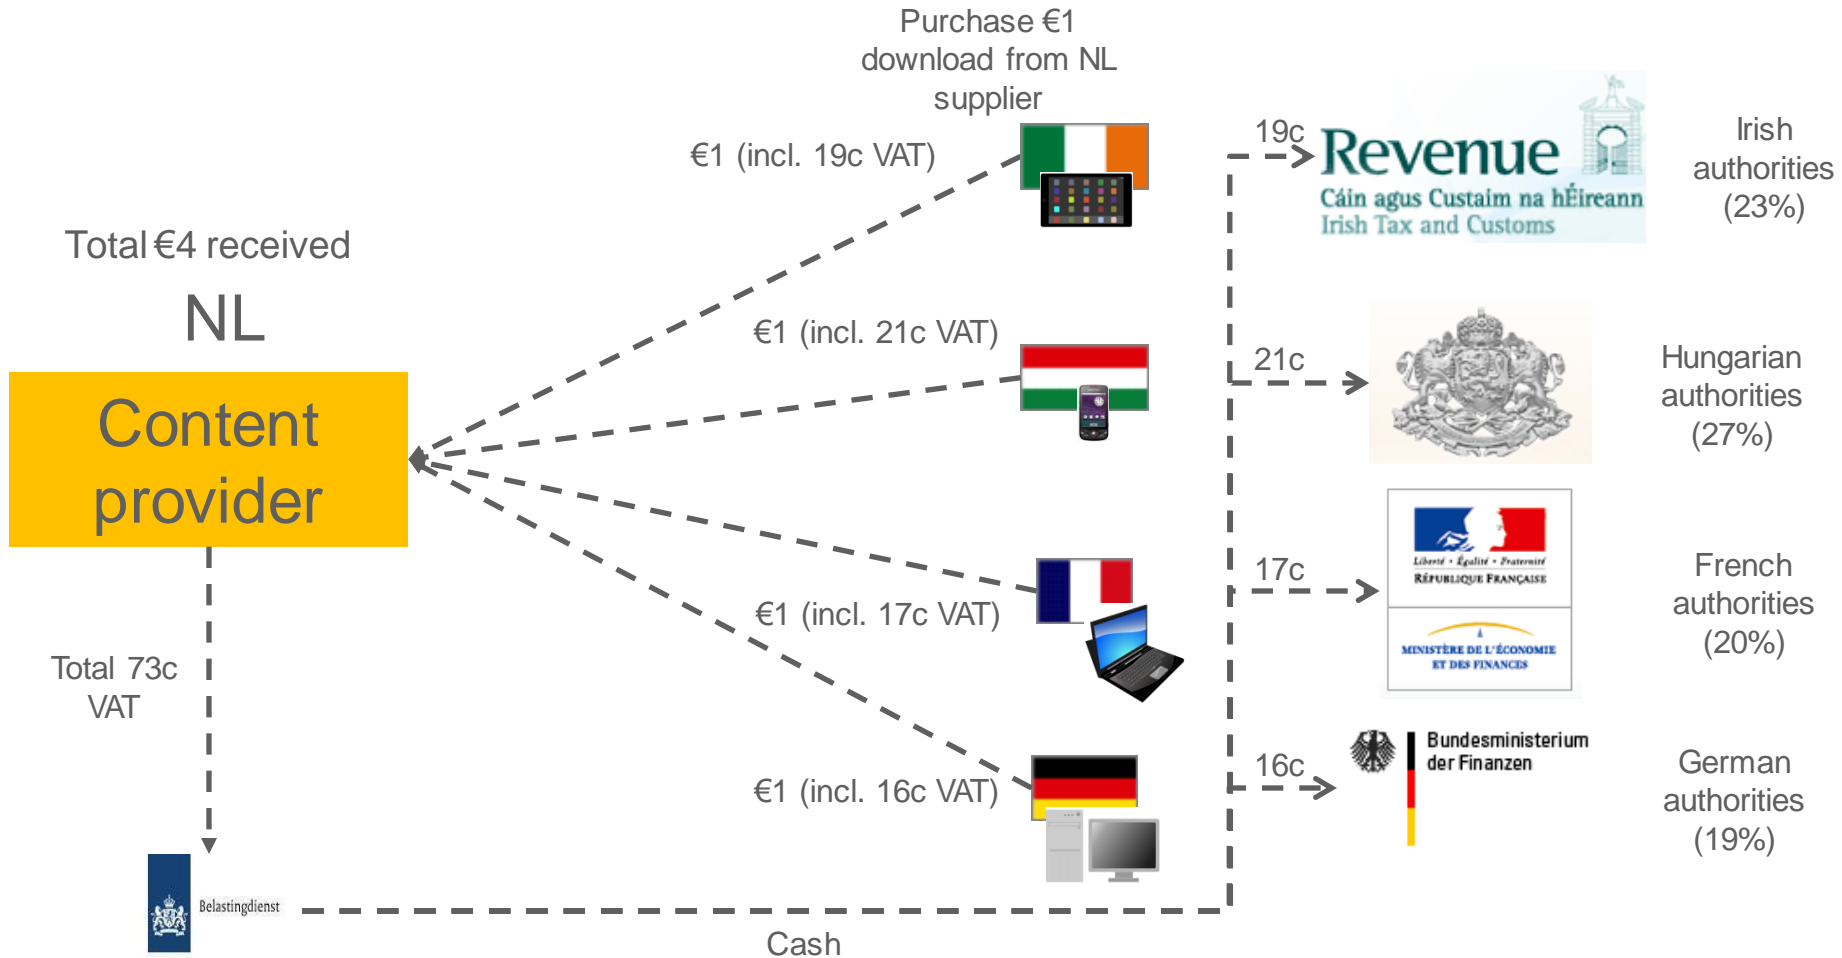 Purchase €1
download from NL
supplier
€1 (incl. 19c VAT)
19c
Revenue
Cáin agus Custaim na hÉireann
Irish Tax and Customs
Irish
authorities
(23%)
Total €4 received
NL
Content
provider
€1 (incl. 21c VAT)
21c
Hungarian
authorities
(27%)
€1 (incl. 17c VAT)
17c
Liberté • Égalité • Fraternité
RÉPUBLIQUE FRANÇAISE
MINISTÈRE DE L'ÉCONOMIE
ET DES FINANCES
French
authorities
(20%)
Total 73c
VAT
€1 (incl. 16c VAT)
16c
Bundesministerium
der Finanzen
German
authorities
(19%)
Belastingdienst
Cash